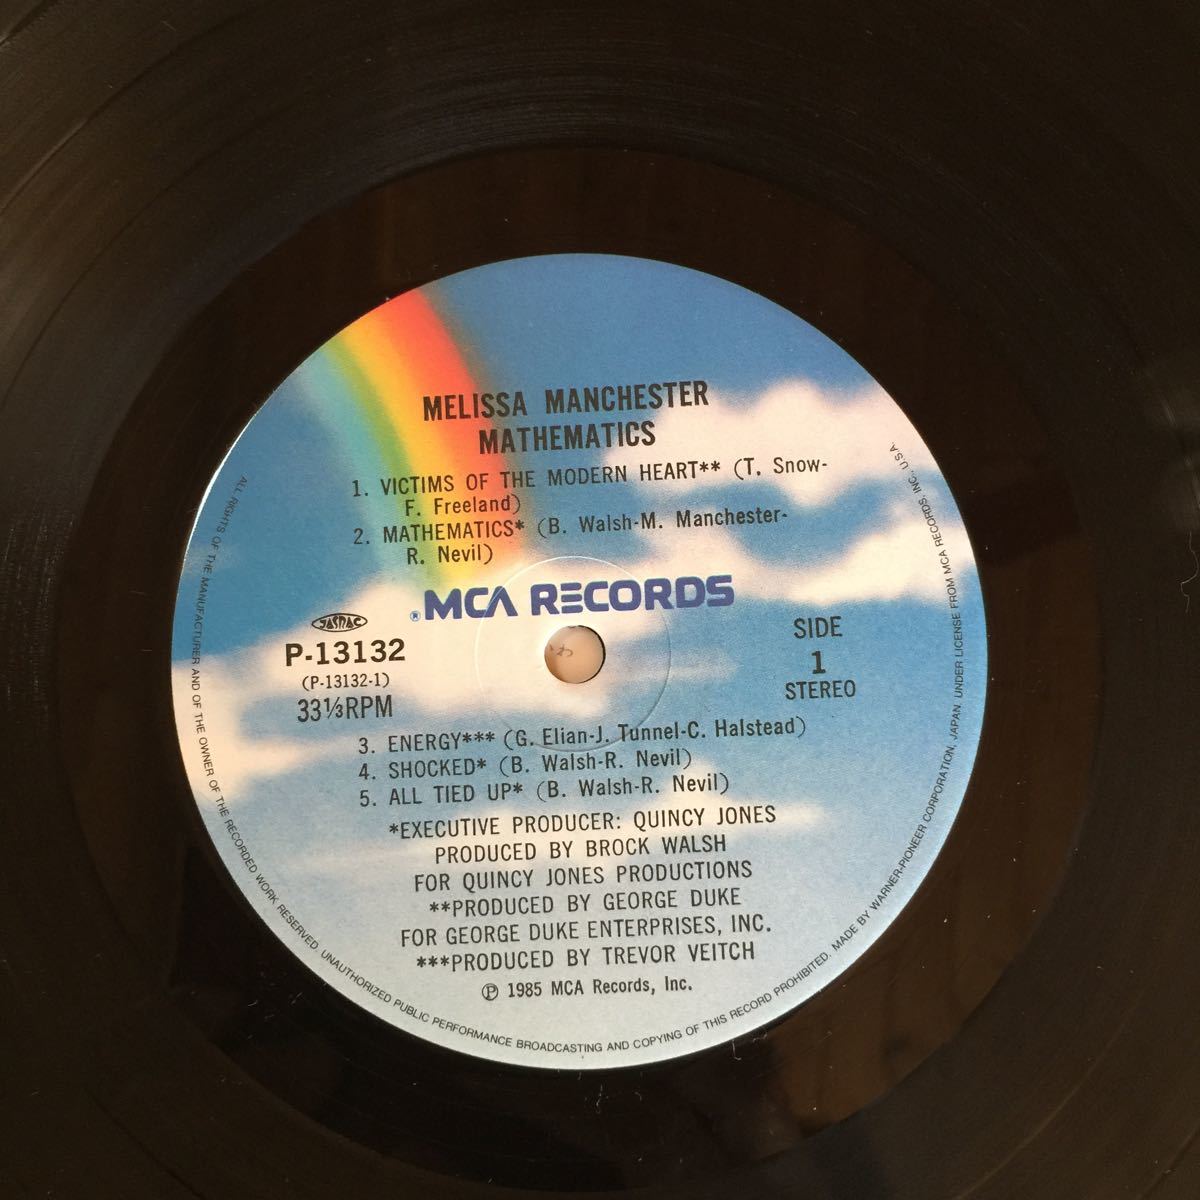 MELISSA MANCHESTER
MATHEMATICS
1. VICTIMS OF THE MODERN HEART** (T. Snow-
F. Freeland)
2. MATHEMATICS* (B. Walsh-M. Manchester-
R. Nevil)
® MCA RECORDS
JASRAC
P-13132
(P-13132-1)
33⅓RPM
SIDE
1
STEREO
3. ENERGY*** (G. Elian-J. Tunnel-C. Halstead)
4. SHOCKED* (B. Walsh-R. Nevil)
5. ALL TIED UP* (B. Walsh-R. Nevil)
*EXECUTIVE PRODUCER: QUINCY JONES
PRODUCED BY BROCK WALSH
FOR QUINCY JONES PRODUCTIONS
**PRODUCED BY GEORGE DUKE
FOR GEORGE DUKE ENTERPRISES, INC.
***PRODUCED BY TREVOR VEITCH
℗ 1985 MCA Records, Inc.
ALL RIGHTS OF THE MANUFACTURER AND OF THE OWNER OF THE RECORDED WORK RESERVED. UNAUTHORIZED PUBLIC PERFORMANCE BROADCASTING AND COPYING OF THIS RECORD PROHIBITED. MADE BY WARNER-PIONEER CORPORATION, JAPAN. UNDER LICENSE FROM MCA RECORDS, INC., U.S.A.